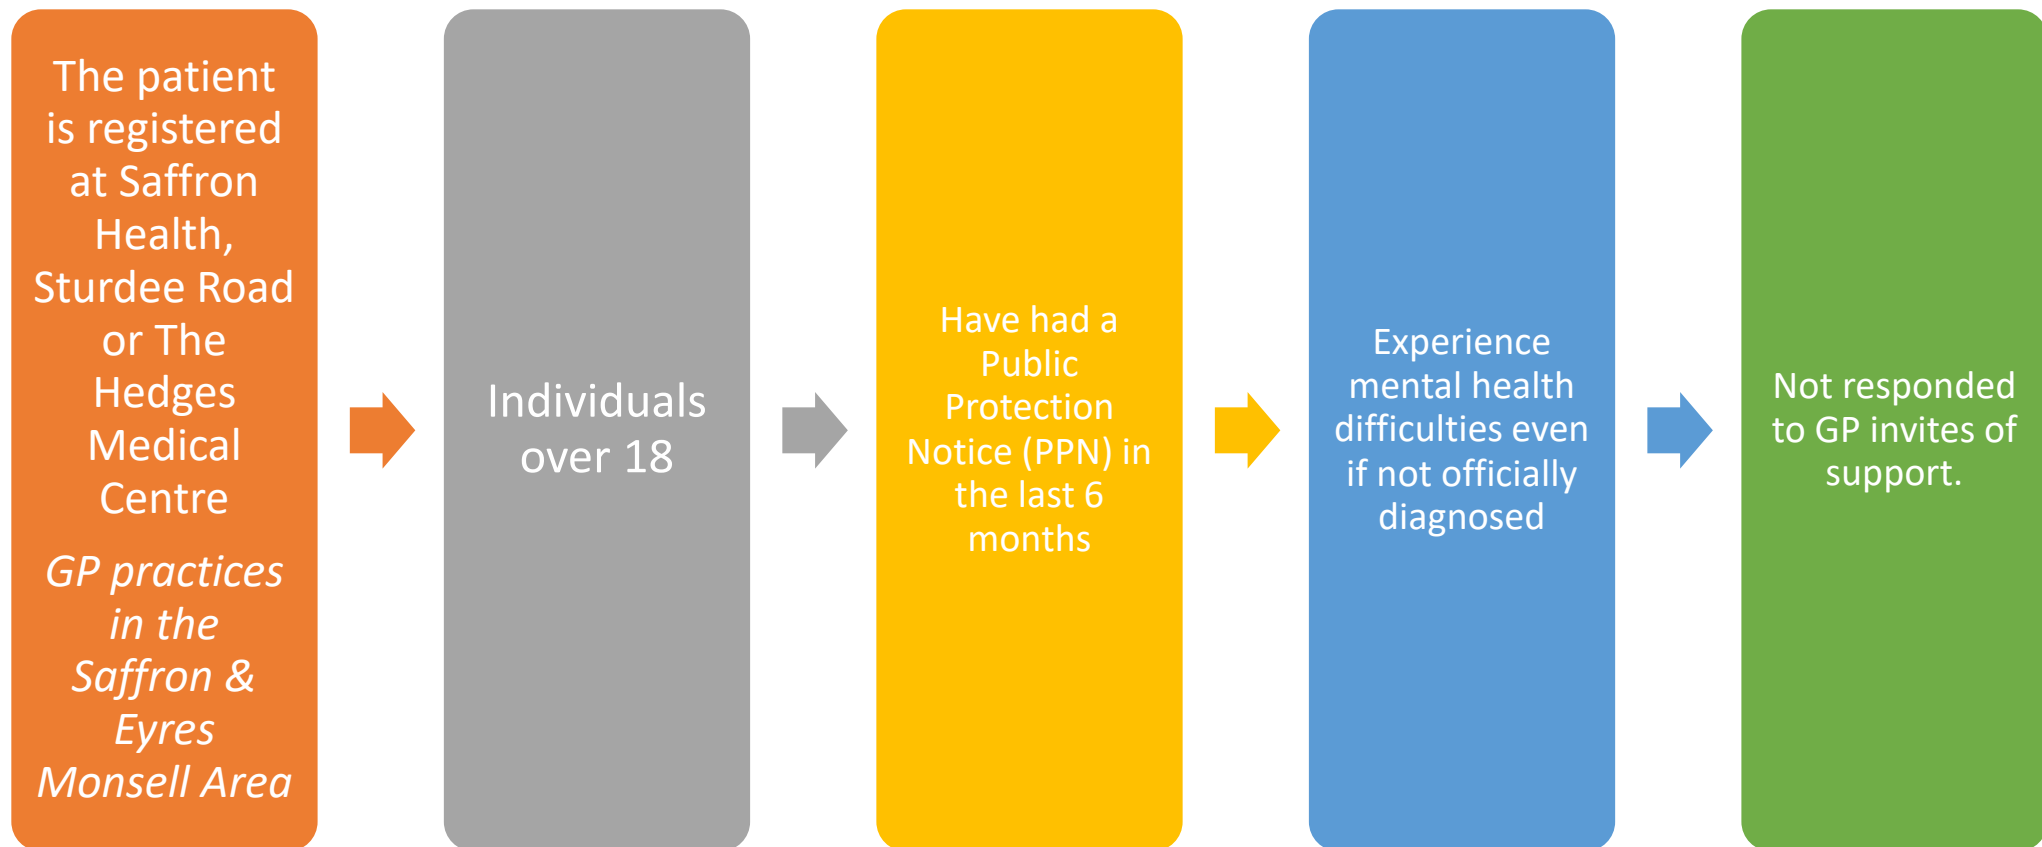 The patient
is registered
at Saffron
Health,
Sturdee Road
or The
Hedges
Medical
Centre
GP practices
in the
Saffron &
Eyres
Monsell Area
Individuals
over 18
Have had a
Public
Protection
Notice (PPN) in
the last 6
months
Experience
mental health
difficulties even
if not officially
diagnosed
Not responded
to GP invites of
support.